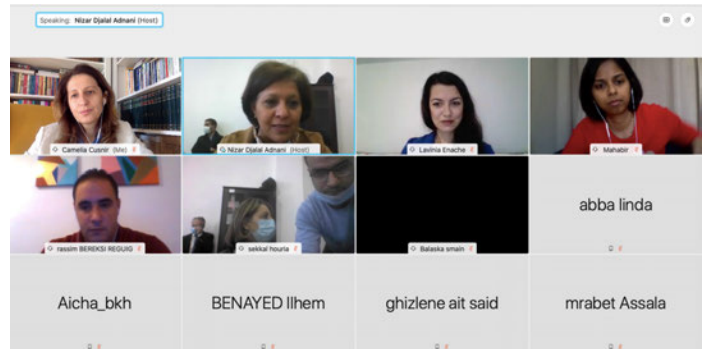 Speaking: Nizar Djalal Adnani (Host)
Camelia Cusnir (Me)
Nizar Djalal Adnani (Host)
Lavinia Enache
Mahabir
rassim BEREKSI REGUIG
sekkal houria
Balaska smain
abba linda
Aicha_bkh
BENAYED Ilhem
ghizlene ait said
mrabet Assala